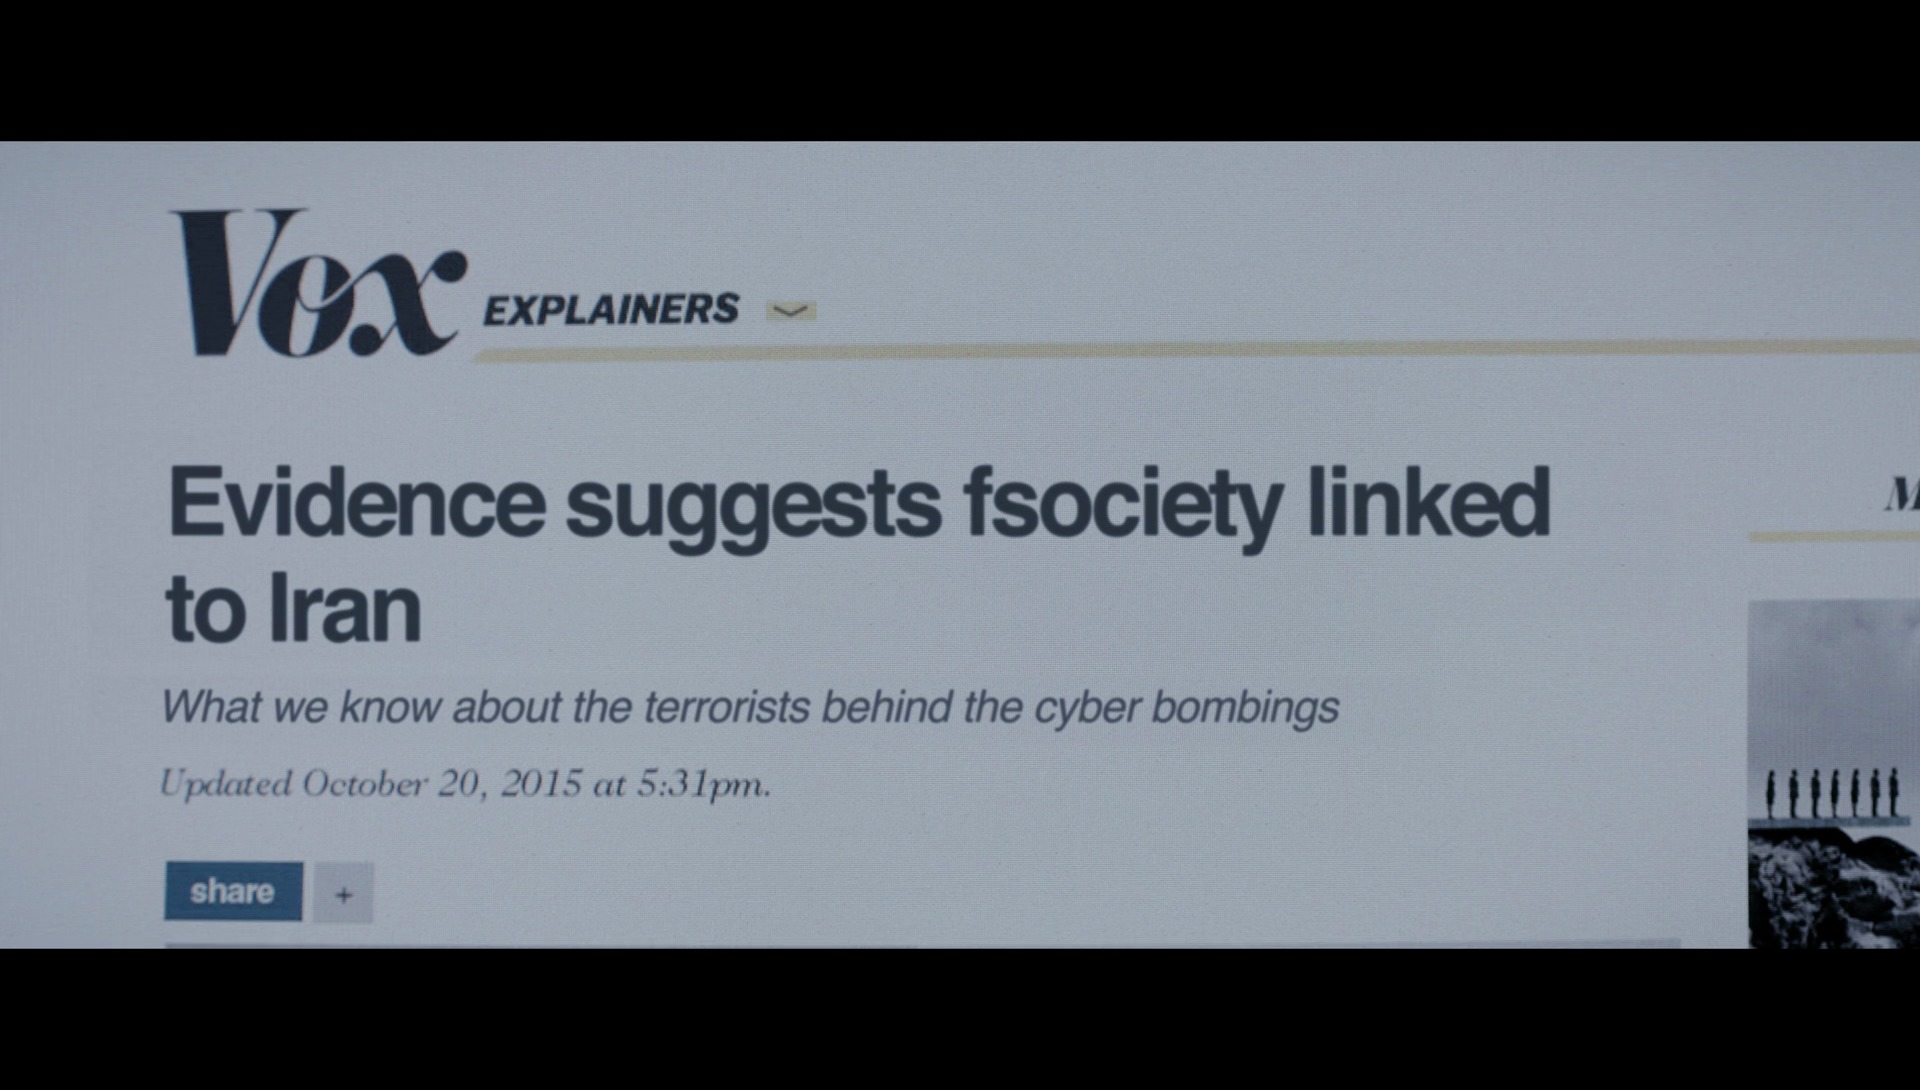 Vox EXPLAINERS
Evidence suggests fsociety linked
to Iran
What we know about the terrorists behind the cyber bombings
Updated October 20, 2015 at 5:31pm.
share +